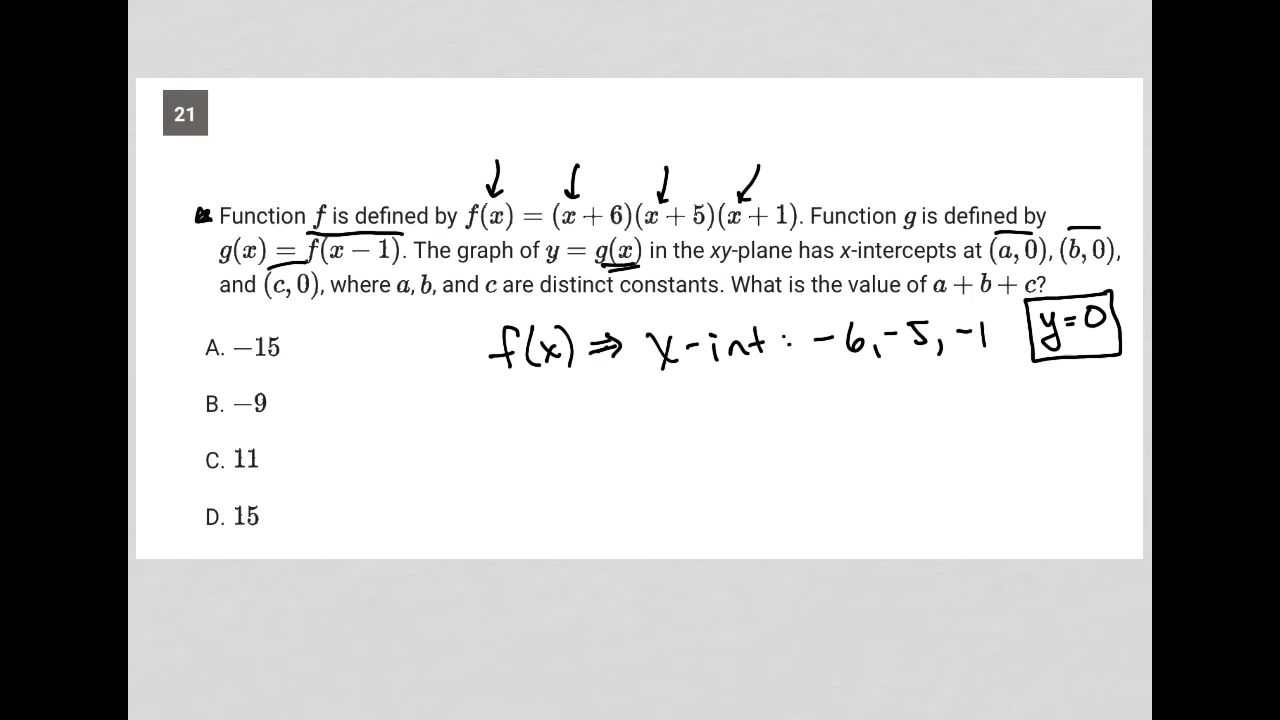 21
Function f is defined by f(x) = (x + 6)(x + 5)(x + 1). Function g is defined by
g(x) = f(x − 1). The graph of y = g(x) in the xy-plane has x-intercepts at (a, 0), (b, 0),
and (c, 0), where a, b, and c are distinct constants. What is the value of a + b + c?
A. −15
B. −9
C. 11
D. 15
f(x) ⇒ x-int: -6, -5, -1
y=0